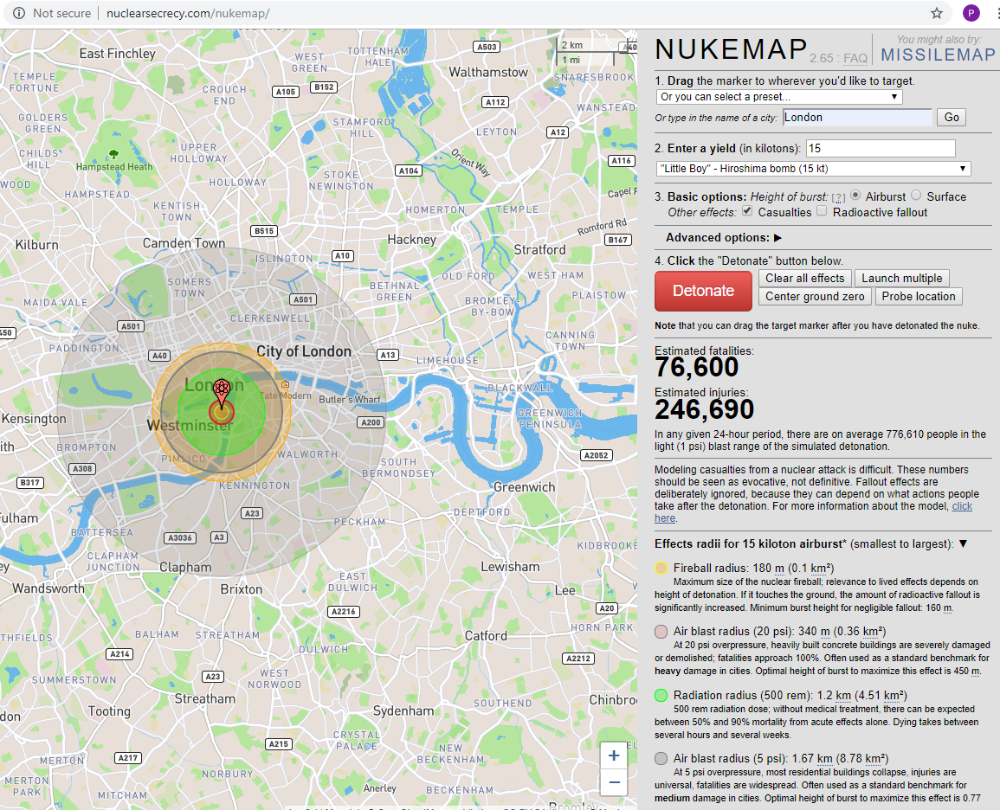 Not secure | nuclearsecrecy.com/nukemap/
P
East Finchley
TOTTENHAM
HALE
A503
2 km
1 mi
WEST
GREEN
Walthamstow
SNARESBROOK
TEMPLE
FORTUNE
CROUCH
END
A105
B152
A112
WANSTEAD
GOLDERS
GREEN
STAMFORD
HILL
LEYTON
A12
CHILD'S
HILL
UPPER
HOLLOWAY
Hampstead Heath
Orient Way
A116
A104
HOLLOWAY
STOKE
NEWINGTON
HAMPSTEAD
KENTISH
TOWN
HOMERTON
TEMPLE
B515
Romford Rd
B167
Kilburn
Camden Town
Hackney
Stratford
ISLINGTON
A10
OLD FORD
WEST HAM
SOMERS
TOWN
BETHNAL
GREEN
A501
PLAISTOW
MAIDA VALE
CLERKENWELL
BROMLEY-
BY-BOW
A501
CANNING
TOWN
PADDINGTON
A40
City of London
A13
LIMEHOUSE
London
BLACKWALL
Tate Modern
Butler's Wharf
GREENWICH
PENINSULA
Kensington
Westminster
A200
BROMPTON
PIMLICO
WALWORTH
A2052
A308
SOUTH
BERMONDSEY
B317
KENNINGTON
Greenwich
A23
DEPTFORD
BATTERSEA
PECKHAM
A3036
A3
KIDBROOKE
CLAPHAM
JUNCTION
Clapham
EAST
DULWICH
Lewisham
Wandsworth
Brixton
Lee
A20
A2216
HORN PARK
BALHAM
STREATHAM
Catford
DULWICH
A214
A2212
SUMMERSTOWN
A23
WEST
NORWOOD
Streatham
Tooting
Sydenham
SOUTHEND
CRYSTAL
PALACE
A215
NEW
BECKENHAM
MERTON
A217
NORBURY
MERTON
PARK
MITCHAM
Anerley
BECKENHAM
+
−
NUKEMAP 2.65 : FAQ
You might also try:
MISSILEMAP
1. Drag the marker to wherever you'd like to target.
Or you can select a preset...
Or type in the name of a city: London Go
2. Enter a yield (in kilotons): 15
"Little Boy" - Hiroshima bomb (15 kt)
3. Basic options: Height of burst: [?] Airburst Surface
Other effects: Casualties Radioactive fallout
Advanced options: ▶
4. Click the "Detonate" button below.
Detonate
Clear all effects Launch multiple
Center ground zero Probe location
Note that you can drag the target marker after you have detonated the nuke.
Estimated fatalities:
76,600
Estimated injuries:
246,690
In any given 24-hour period, there are on average 776,610 people in the
light (1 psi) blast range of the simulated detonation.
Modeling casualties from a nuclear attack is difficult. These numbers
should be seen as evocative, not definitive. Fallout effects are
deliberately ignored, because they can depend on what actions people
take after the detonation. For more information about the model, click
here.
Effects radii for 15 kiloton airburst* (smallest to largest): ▼
Fireball radius: 180 m (0.1 km²)
Maximum size of the nuclear fireball; relevance to lived effects depends on
height of detonation. If it touches the ground, the amount of radioactive fallout is
significantly increased. Minimum burst height for negligible fallout: 160 m.
Air blast radius (20 psi): 340 m (0.36 km²)
At 20 psi overpressure, heavily built concrete buildings are severely damaged
or demolished; fatalities approach 100%. Often used as a standard benchmark for
heavy damage in cities. Optimal height of burst to maximize this effect is 450 m.
Radiation radius (500 rem): 1.2 km (4.51 km²)
500 rem radiation dose; without medical treatment, there can be expected
between 50% and 90% mortality from acute effects alone. Dying takes between
several hours and several weeks.
Air blast radius (5 psi): 1.67 km (8.78 km²)
At 5 psi overpressure, most residential buildings collapse, injuries are
universal, fatalities are widespread. Often used as a standard benchmark for
medium damage in cities. Optimal height of burst to maximize this effect is 0.77